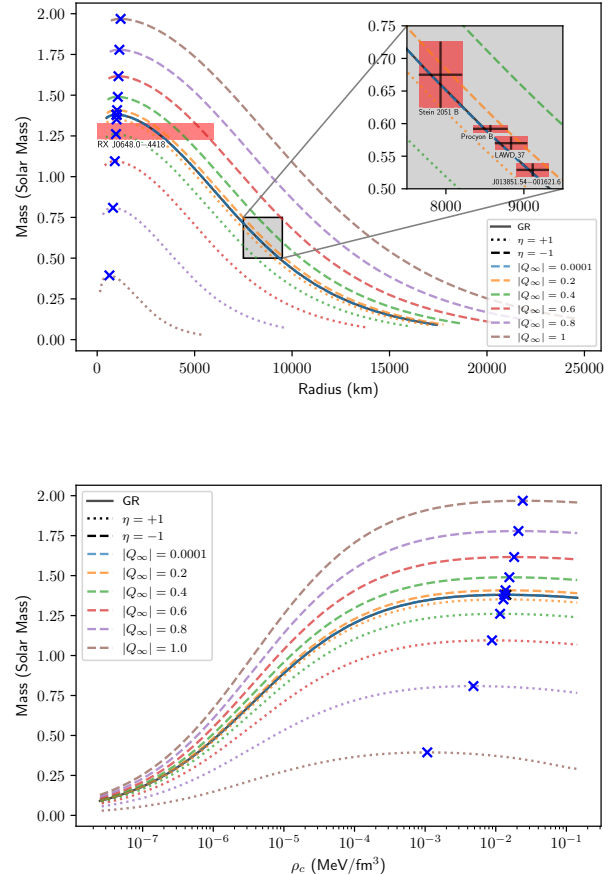 2.00
1.75
1.50
1.25
1.00
0.75
0.50
0.25
0.00
Mass (Solar Mass)
RX J0648.0−4418
0.75
0.70
0.65
0.60
0.55
0.50
Stein 2051 B
Procyon B
LAWD 37
J013851.54−001621.6
8000 9000
GR
η = +1
η = −1
|Q∞| = 0.0001
|Q∞| = 0.2
|Q∞| = 0.4
|Q∞| = 0.6
|Q∞| = 0.8
|Q∞| = 1
0 5000 10000 15000 20000 25000
Radius (km)
2.00
1.75
1.50
1.25
1.00
0.75
0.50
0.25
0.00
Mass (Solar Mass)
GR
η = +1
η = −1
|Q∞| = 0.0001
|Q∞| = 0.2
|Q∞| = 0.4
|Q∞| = 0.6
|Q∞| = 0.8
|Q∞| = 1.0
10⁻⁷ 10⁻⁶ 10⁻⁵ 10⁻⁴ 10⁻³ 10⁻² 10⁻¹
ρc (MeV/fm³)